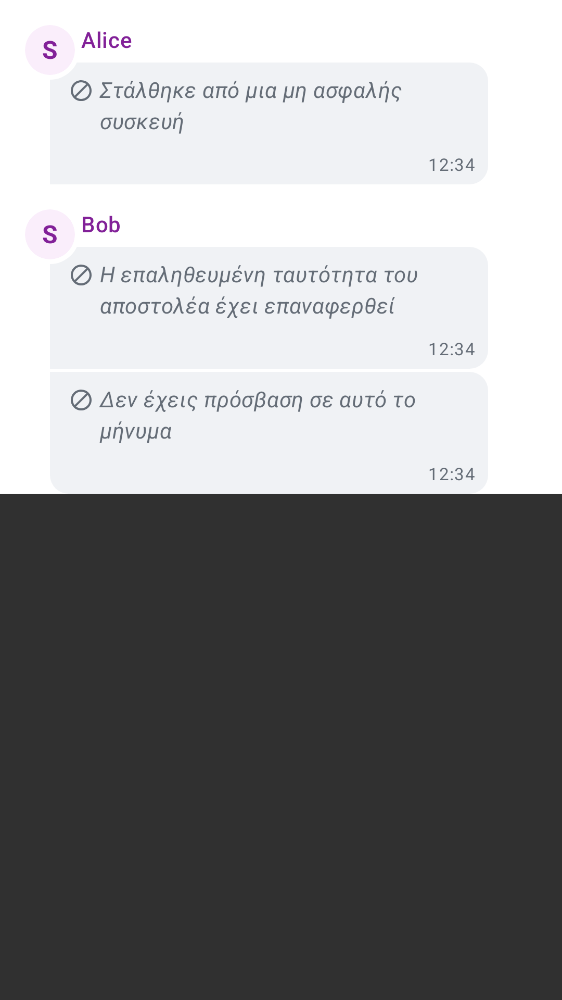 S
Alice
Στάλθηκε από μια μη ασφαλής
συσκευή
12:34
S
Bob
Η επαληθευμένη ταυτότητα του
αποστολέα έχει επαναφερθεί
12:34
Δεν έχεις πρόσβαση σε αυτό το
μήνυμα
12:34